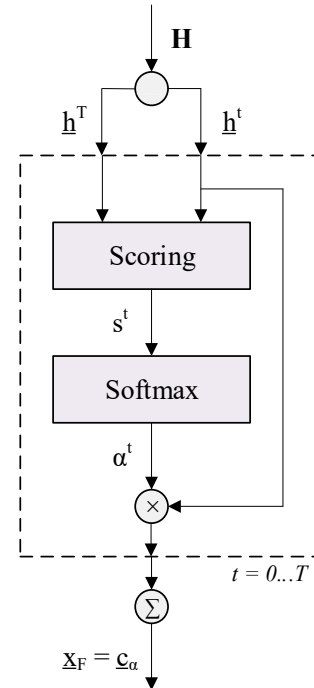 H
h^T h^t
Scoring
s^t
Softmax
α^t
×
t = 0...T
Σ
x_F = c_α